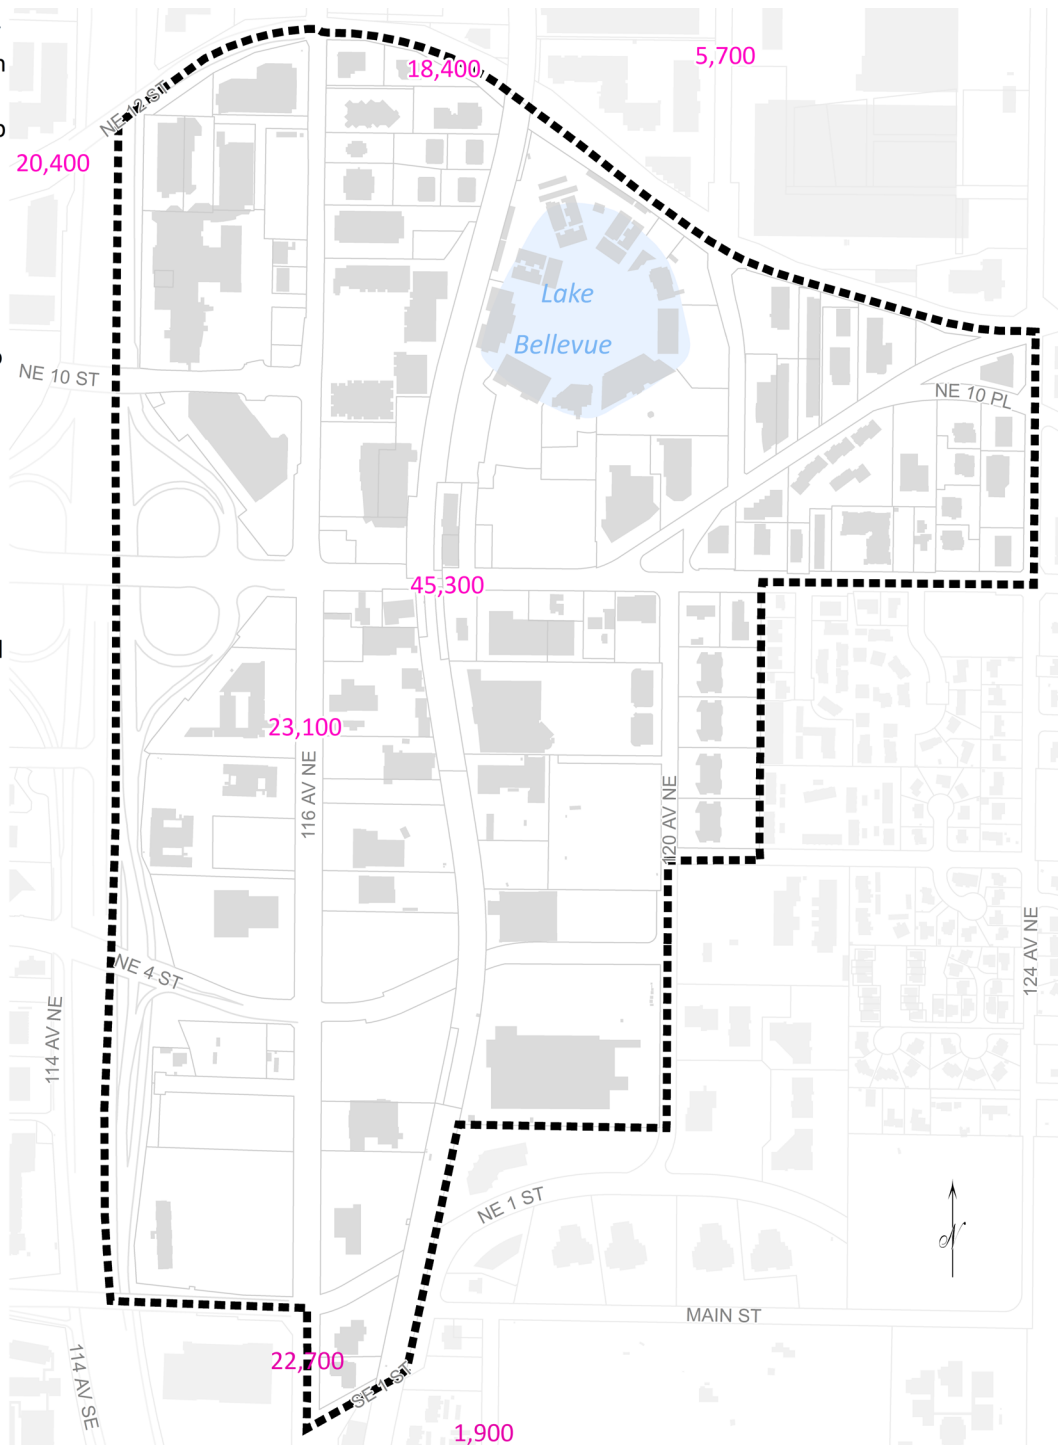 5,700
18,400
NE 12 ST
20,400
Lake
Bellevue
NE 10 ST
NE 10 PL
45,300
23,100
116 AV NE
120 AV NE
124 AV NE
NE 4 ST
114 AV NE
NE 1 ST
N
MAIN ST
22,700
114 AV SE
SE 1 ST
1,900